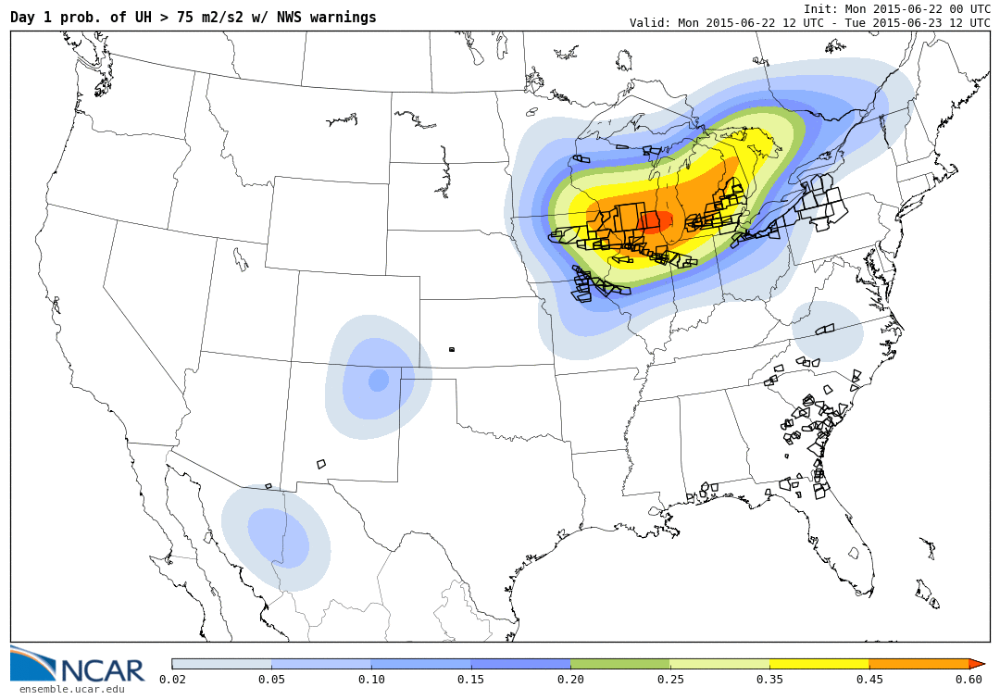 Day 1 prob. of UH > 75 m2/s2 w/ NWS warnings
Init: Mon 2015-06-22 00 UTC
Valid: Mon 2015-06-22 12 UTC - Tue 2015-06-23 12 UTC
NCAR
ensemble.ucar.edu
0.02 0.05 0.10 0.15 0.20 0.25 0.35 0.45 0.60